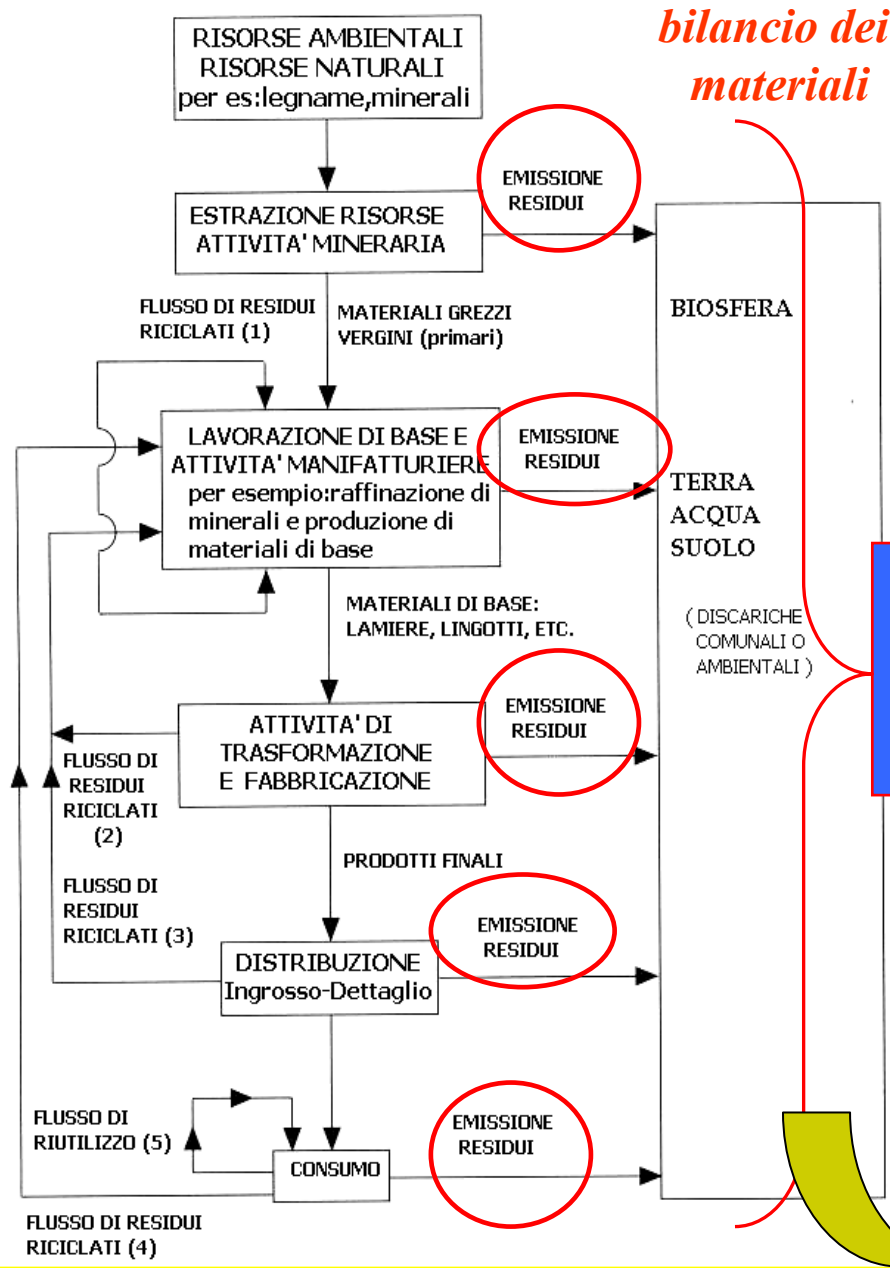 bilancio dei
materiali
RISORSE AMBIENTALI
RISORSE NATURALI
per es:legname,minerali
EMISSIONE
RESIDUI
ESTRAZIONE RISORSE
ATTIVITA' MINERARIA
FLUSSO DI RESIDUI
RICICLATI (1)
MATERIALI GREZZI
VERGINI (primari)
BIOSFERA
LAVORAZIONE DI BASE E
ATTIVITA' MANIFATTURIERE
per esempio:raffinazione di
minerali e produzione di
materiali di base
EMISSIONE
RESIDUI
TERRA
ACQUA
SUOLO
( DISCARICHE
COMUNALI O
AMBIENTALI )
MATERIALI DI BASE:
LAMIERE, LINGOTTI, ETC.
ATTIVITA' DI
TRASFORMAZIONE
E FABBRICAZIONE
EMISSIONE
RESIDUI
FLUSSO DI
RESIDUI
RICICLATI
(2)
PRODOTTI FINALI
FLUSSO DI
RESIDUI
RICICLATI (3)
EMISSIONE
RESIDUI
DISTRIBUZIONE
Ingrosso-Dettaglio
FLUSSO DI
RIUTILIZZO (5)
EMISSIONE
RESIDUI
CONSUMO
FLUSSO DI RESIDUI
RICICLATI (4)